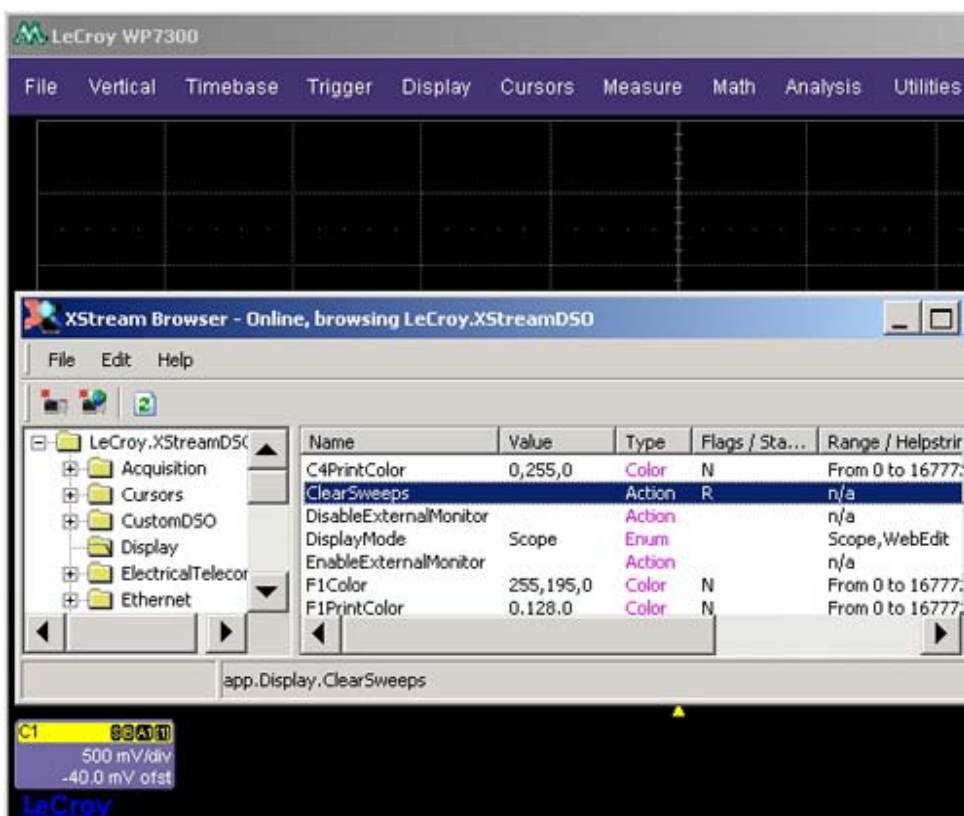 LeCroy WP7300
File Vertical Timebase Trigger Display Cursors Measure Math Analysis Utilities
XStream Browser - Online, browsing LeCroy.XStreamDSO
File Edit Help
LeCroy.XStreamDSO
Acquisition
Cursors
CustomDSO
Display
ElectricalTelecor
Ethernet
Name Value Type Flags / Sta... Range / Helpstrin
C4PrintColor 0,255,0 Color N From 0 to 16777
ClearSweeps Action R n/a
DisableExternalMonitor Action n/a
DisplayMode Scope Enum Scope,WebEdit
EnableExternalMonitor Action n/a
F1Color 255,195,0 Color N From 0 to 16777
F1PrintColor 0.128.0 Color N From 0 to 16777
app.Display.ClearSweeps
C1
500 mV/div
-40.0 mV ofst
LeCroy